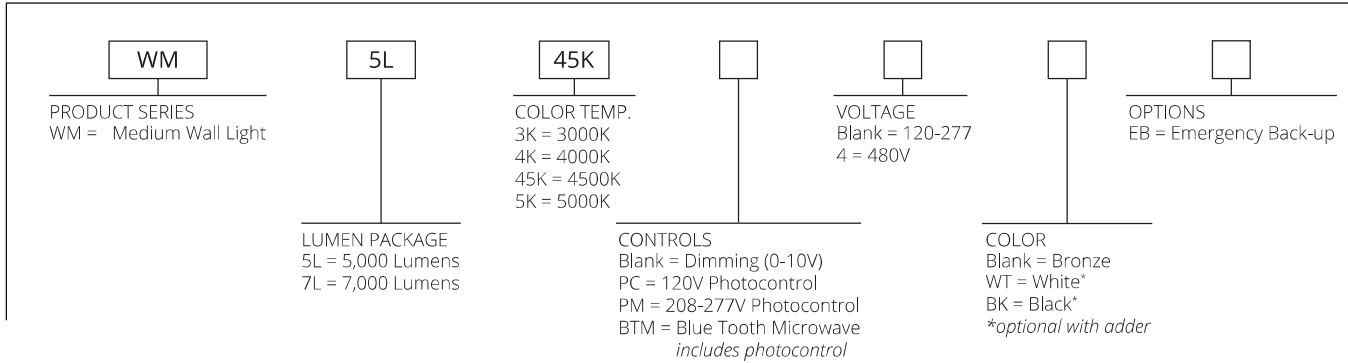 WM
5L
45K
PRODUCT SERIES
WM = Medium Wall Light
COLOR TEMP.
3K = 3000K
4K = 4000K
45K = 4500K
5K = 5000K
VOLTAGE
Blank = 120-277
4 = 480V
OPTIONS
EB = Emergency Back-up
LUMEN PACKAGE
5L = 5,000 Lumens
7L = 7,000 Lumens
CONTROLS
Blank = Dimming (0-10V)
PC = 120V Photocontrol
PM = 208-277V Photocontrol
BTM = Blue Tooth Microwave
includes photocontrol
COLOR
Blank = Bronze
WT = White*
BK = Black*
*optional with adder